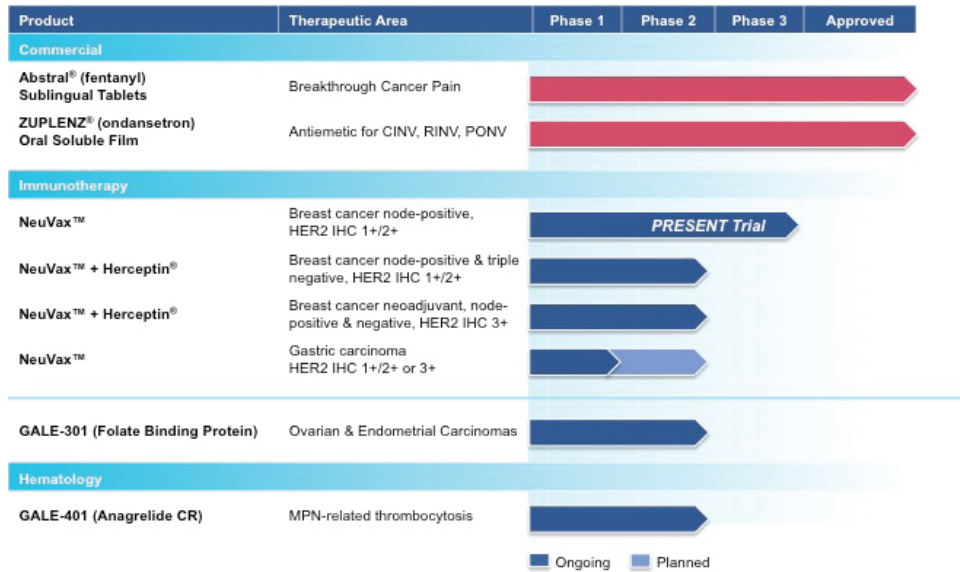 Product Therapeutic Area Phase 1 Phase 2 Phase 3 Approved
Commercial
Abstral® (fentanyl)
Sublingual Tablets
Breakthrough Cancer Pain
ZUPLENZ® (ondansetron)
Oral Soluble Film
Antiemetic for CINV, RINV, PONV
Immunotherapy
NeuVax™
Breast cancer node-positive,
HER2 IHC 1+/2+
PRESENT Trial
NeuVax™ + Herceptin®
Breast cancer node-positive & triple
negative, HER2 IHC 1+/2+
NeuVax™ + Herceptin®
Breast cancer neoadjuvant, node-
positive & negative, HER2 IHC 3+
NeuVax™
Gastric carcinoma
HER2 IHC 1+/2+ or 3+
GALE-301 (Folate Binding Protein) Ovarian & Endometrial Carcinomas
Hematology
GALE-401 (Anagrelide CR) MPN-related thrombocytosis
Ongoing Planned